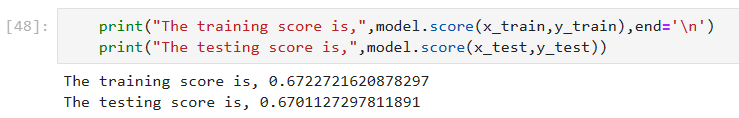 [48]: print("The training score is,",model.score(x_train,y_train),end='\n')
print("The testing score is,",model.score(x_test,y_test))
The training score is, 0.6722721620878297
The testing score is, 0.6701127297811891